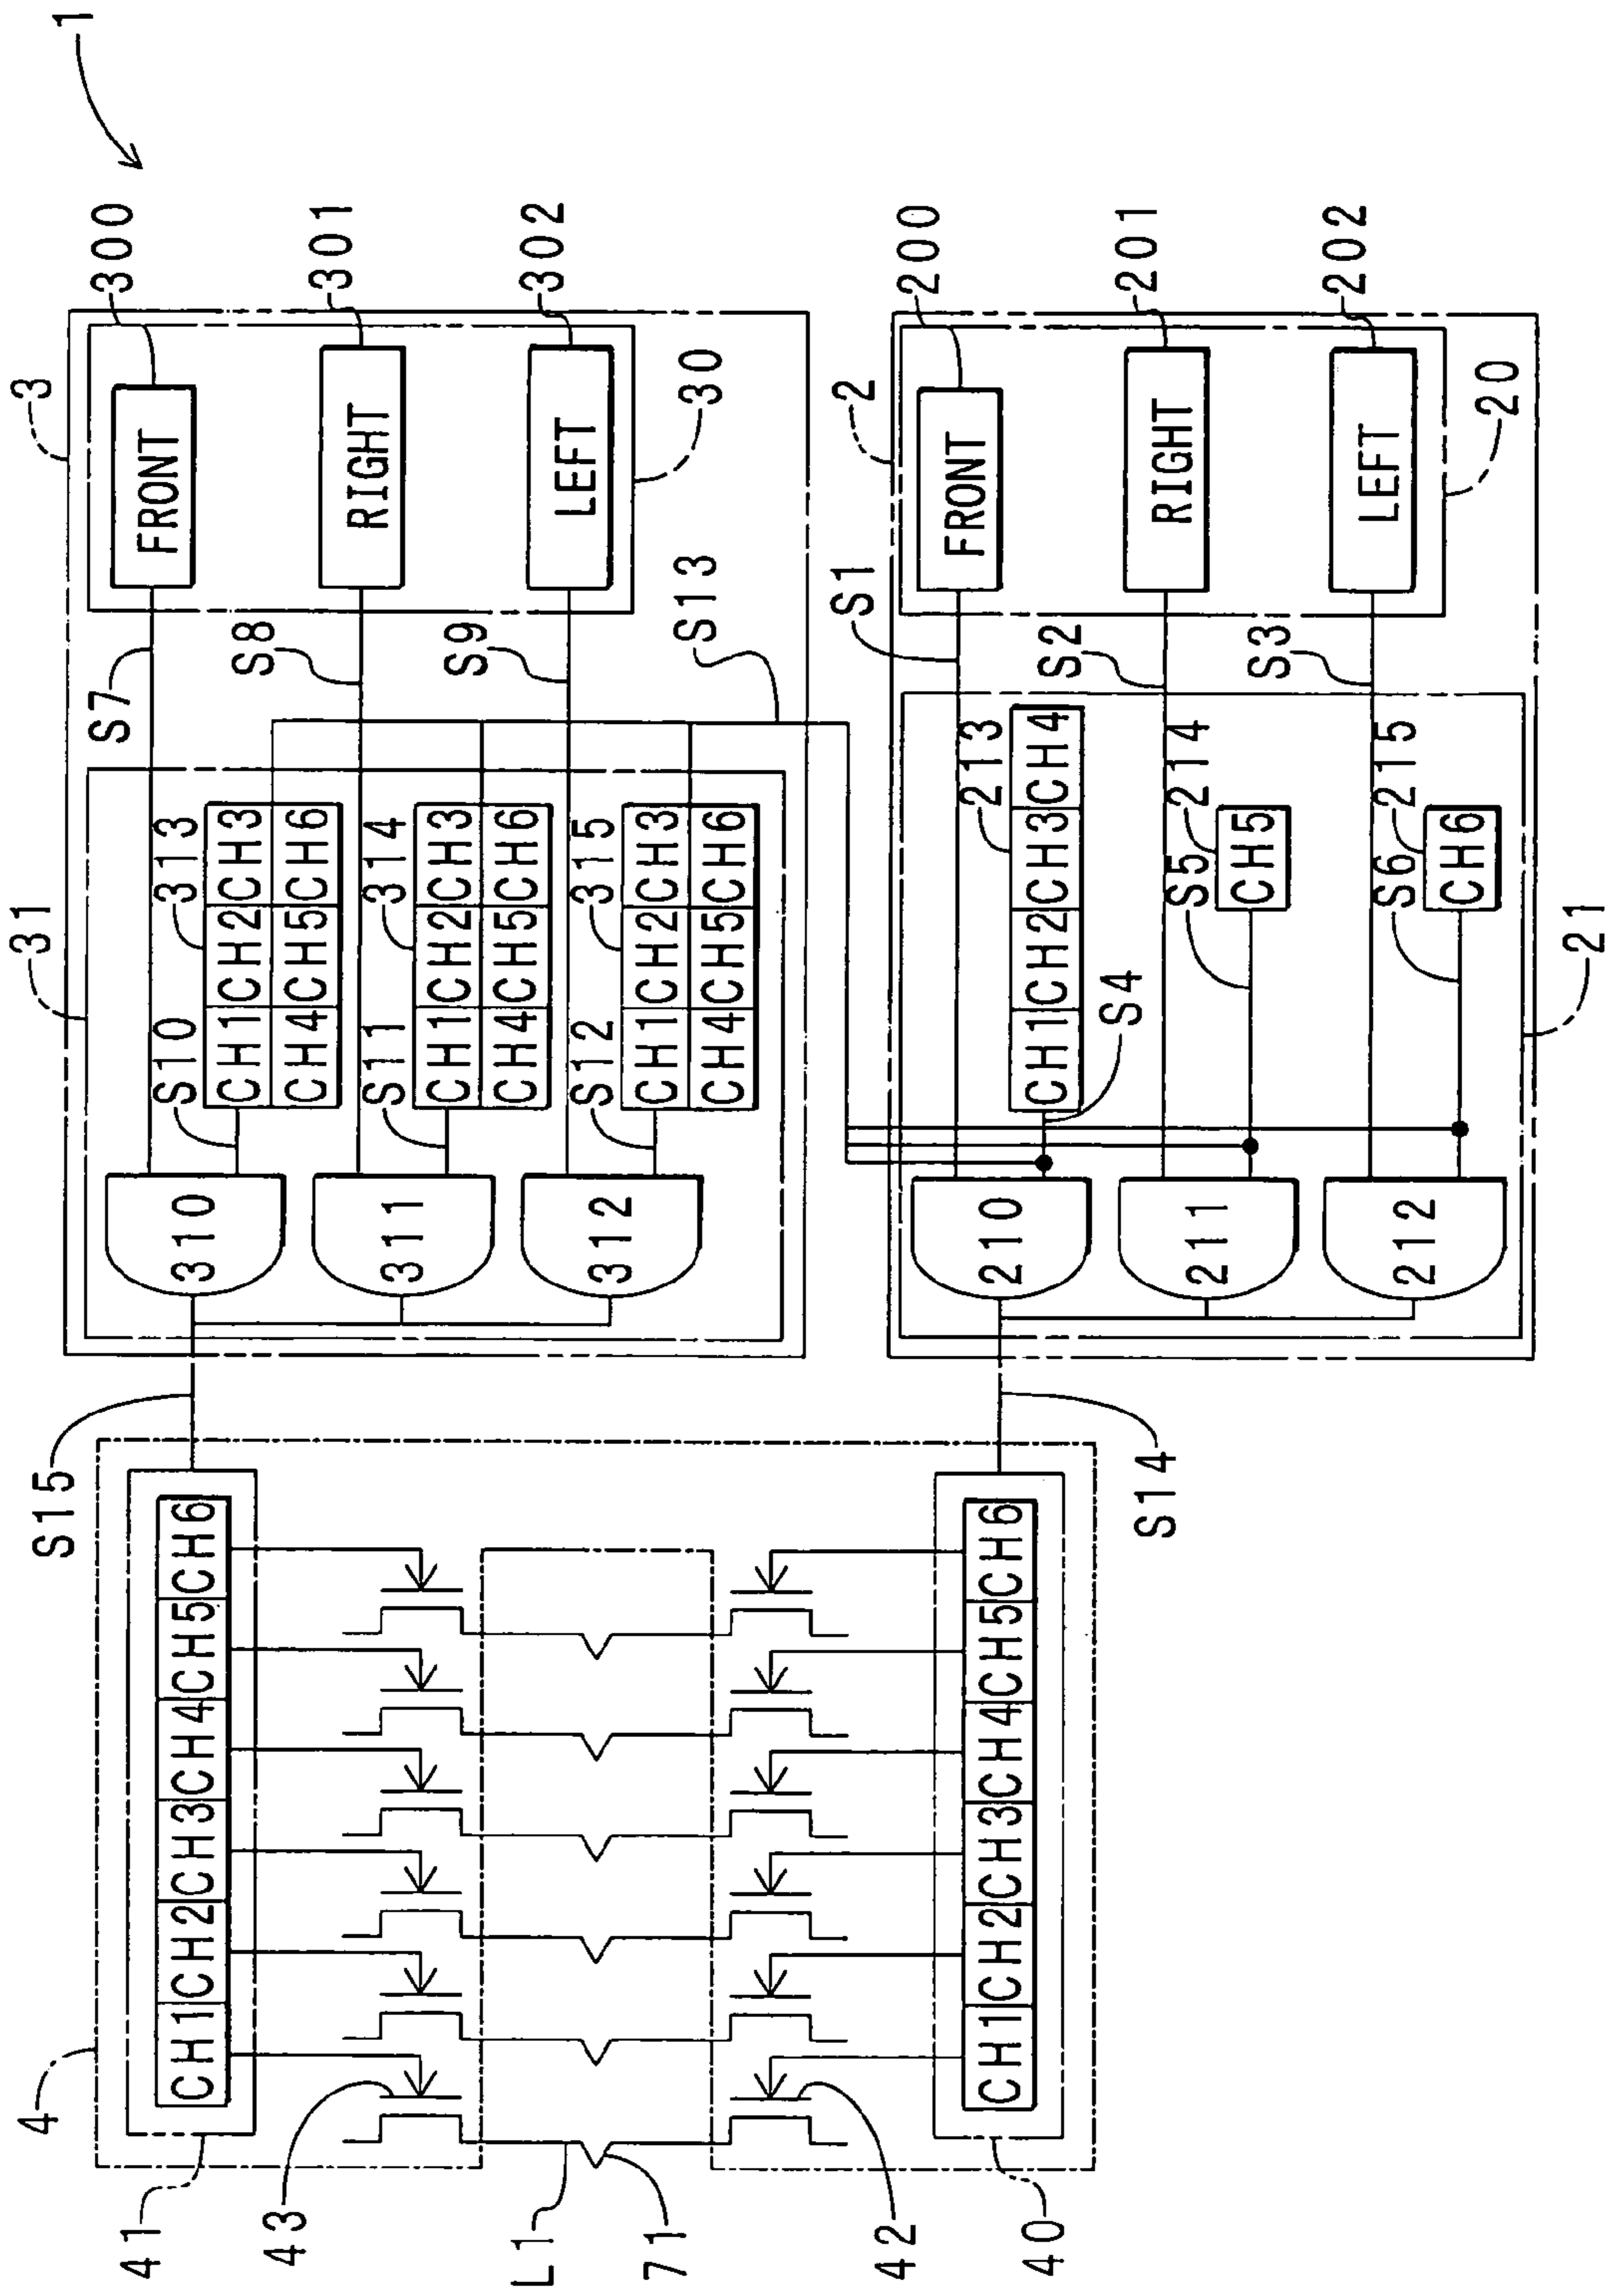 1
3
300
FRONT
301
RIGHT
302
LEFT
30
S7
S8
S9
S13
31
313
S10
CH1 CH2 CH3
CH4 CH5 CH6
314
S11
CH1 CH2 CH3
CH4 CH5 CH6
315
S12
CH1 CH2 CH3
CH4 CH5 CH6
310
311
312
S15
2
200
FRONT
201
RIGHT
202
LEFT
20
S1
S2
S3
213
CH1 CH2 CH3 CH4
S4
214
S5
CH5
215
S6
CH6
21
210
211
212
S14
4
41
CH1 CH2 CH3 CH4 CH5 CH6
43
L1
71
42
CH1 CH2 CH3 CH4 CH5 CH6
40